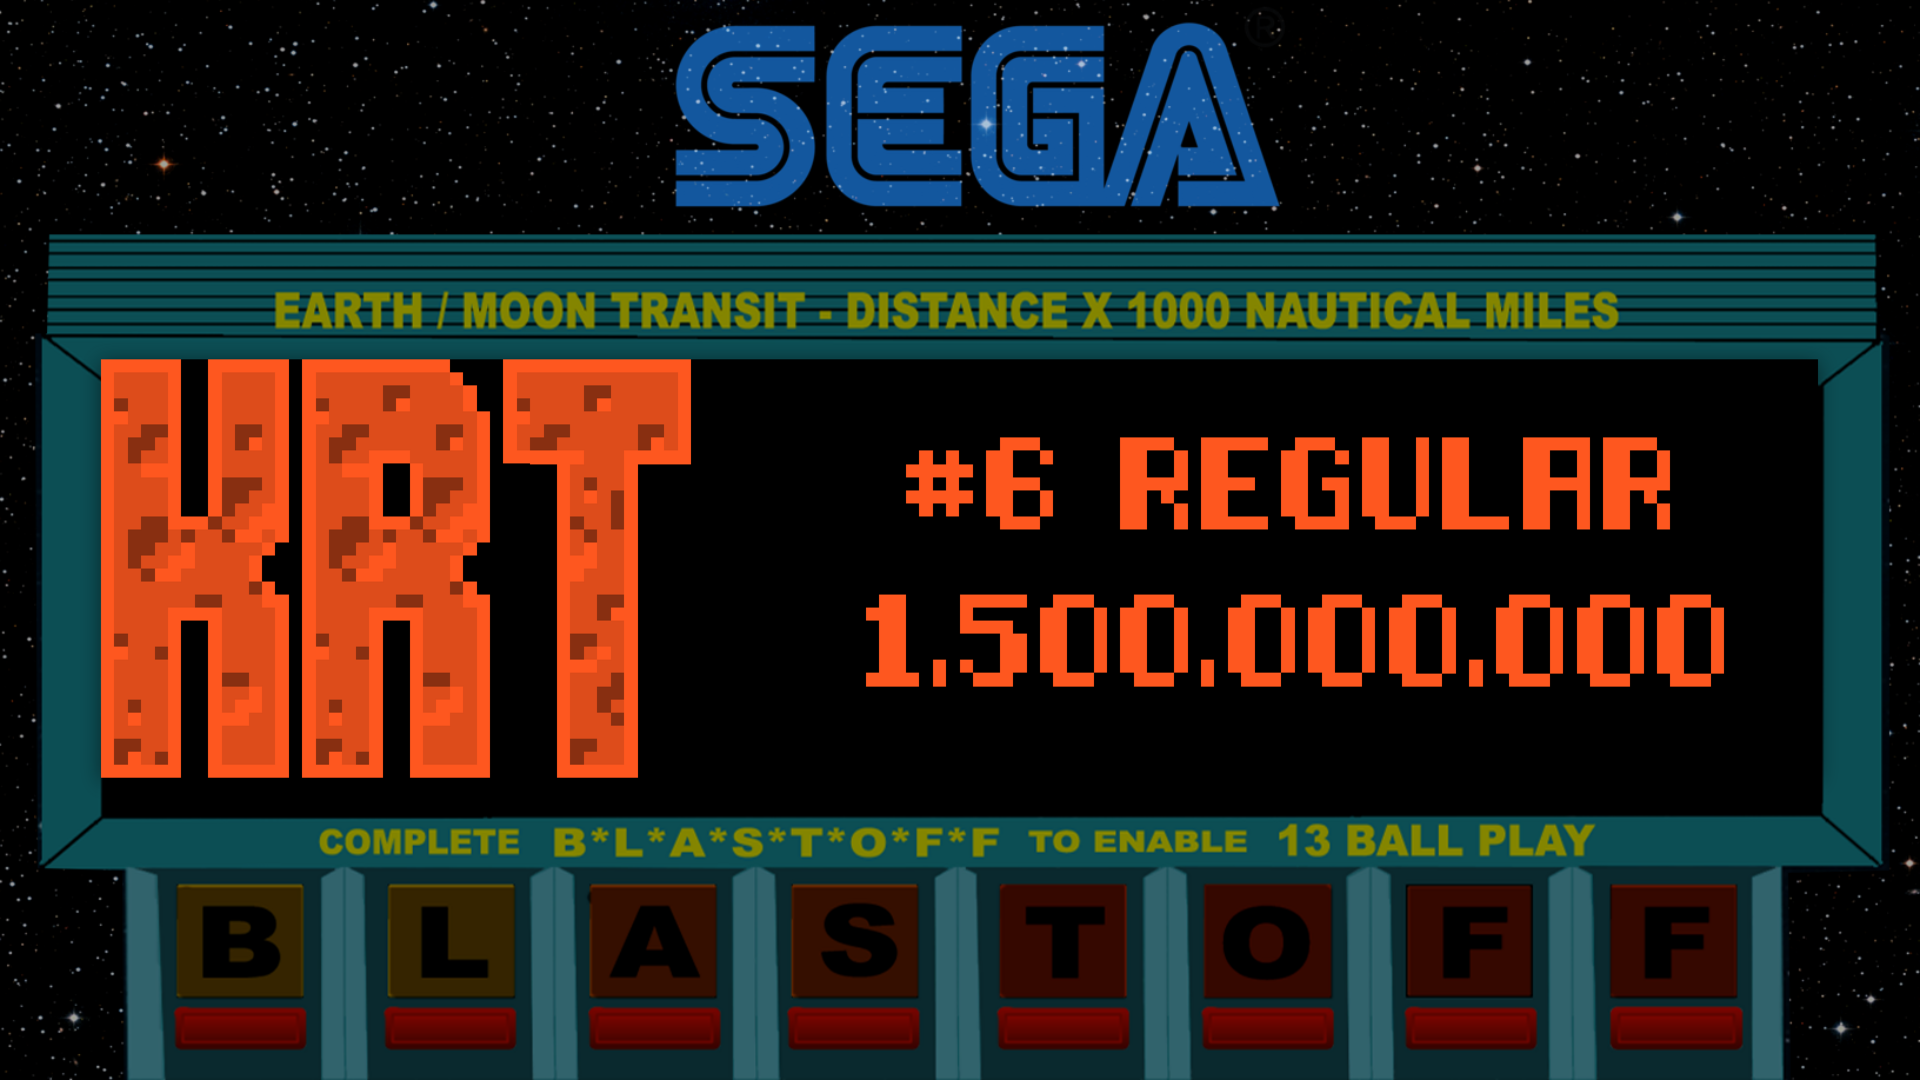 SEGA®
EARTH / MOON TRANSIT - DISTANCE X 1000 NAUTICAL MILES
KRT
#6 REGULAR
1.500.000.000
COMPLETE B*L*A*S*T*O*F*F TO ENABLE 13 BALL PLAY
B L A S T O F F